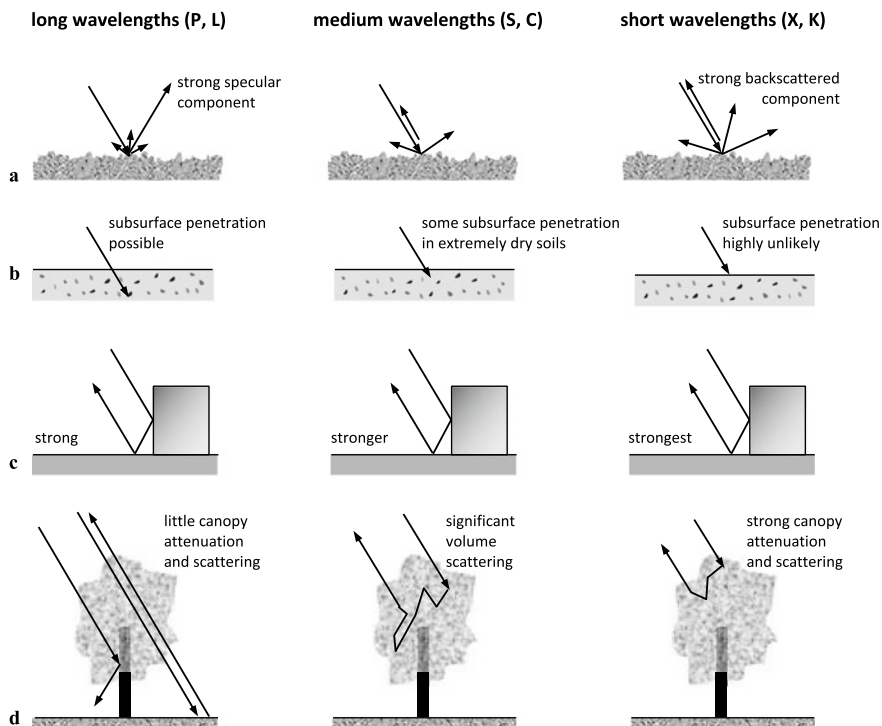 long wavelengths (P, L)
medium wavelengths (S, C)
short wavelengths (X, K)
strong specular
component
strong backscattered
component
a
subsurface penetration
possible
some subsurface penetration
in extremely dry soils
subsurface penetration
highly unlikely
b
strong
stronger
strongest
c
little canopy
attenuation
and scattering
significant
volume
scattering
strong canopy
attenuation
and scattering
d